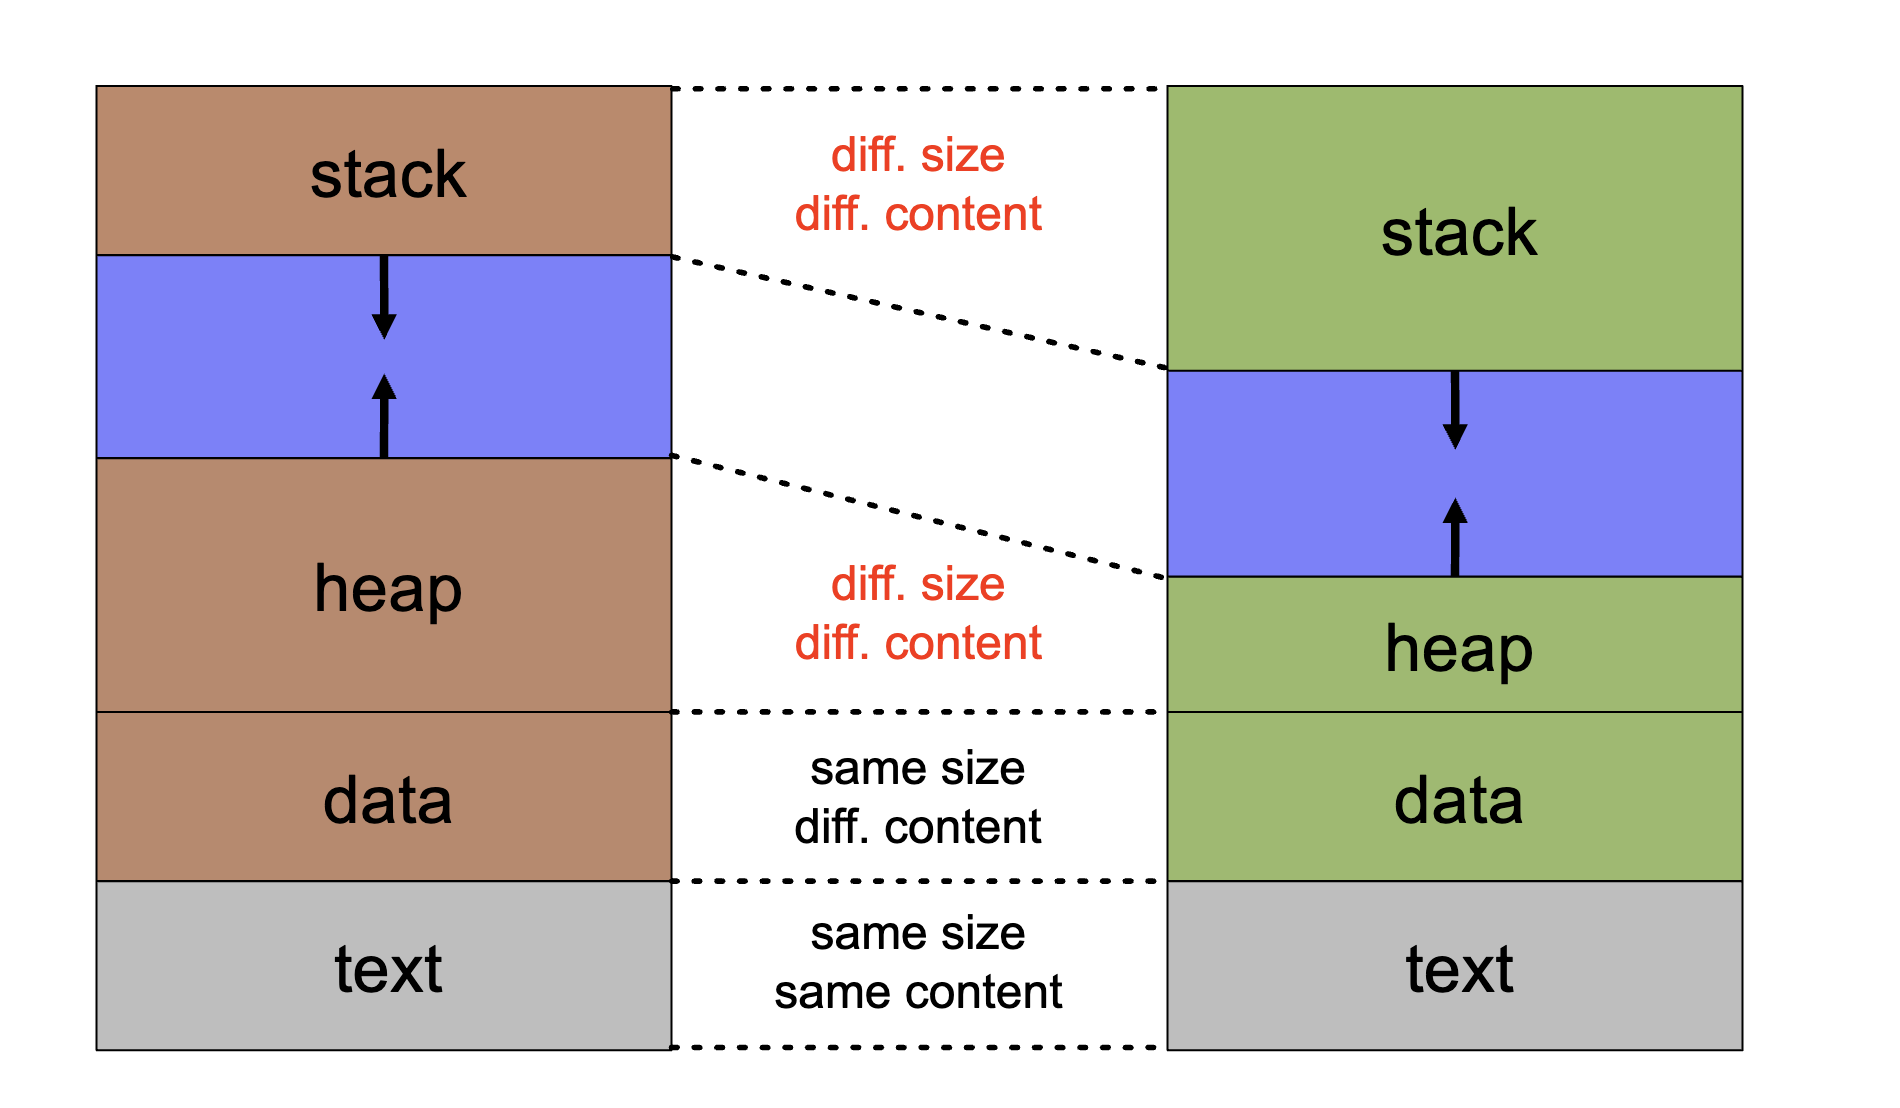 stack
diff. size
diff. content
stack
heap
diff. size
diff. content
heap
data
same size
diff. content
data
text
same size
same content
text